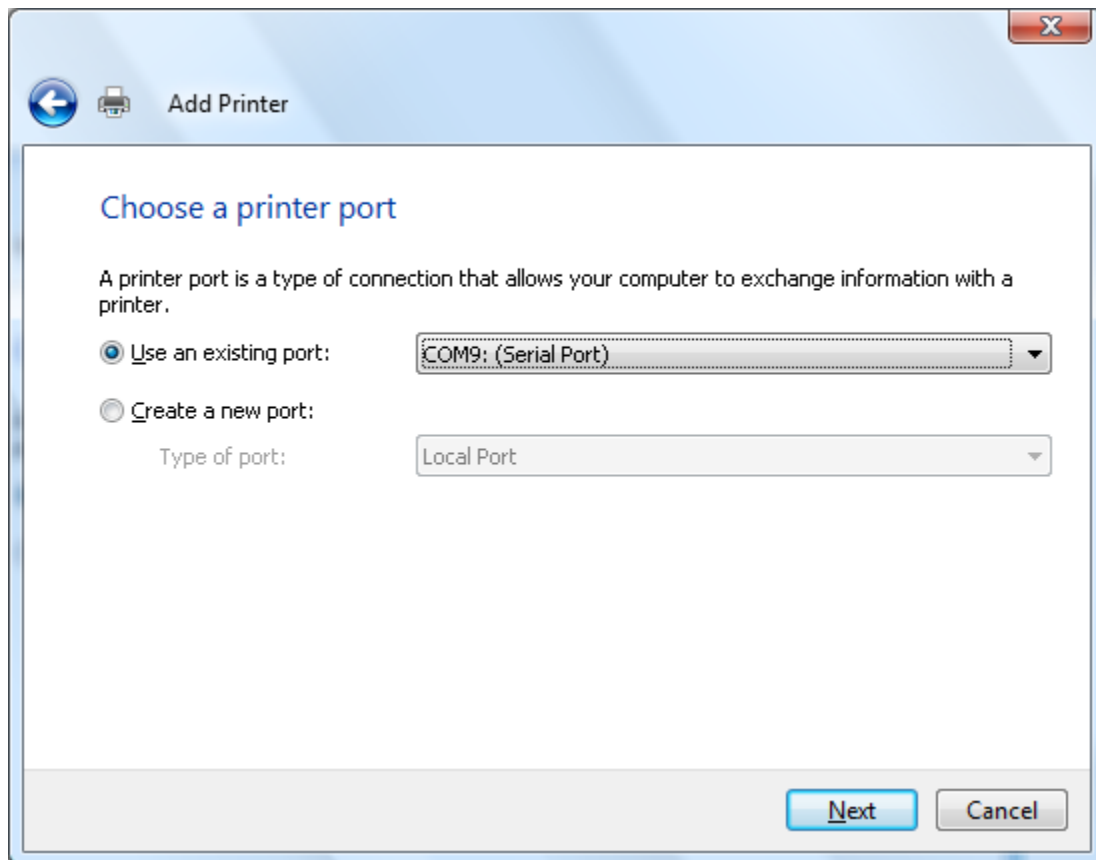 Add Printer
Choose a printer port
A printer port is a type of connection that allows your computer to exchange information with a
printer.
Use an existing port:
COM9: (Serial Port)
Create a new port:
Type of port:
Local Port
Next
Cancel